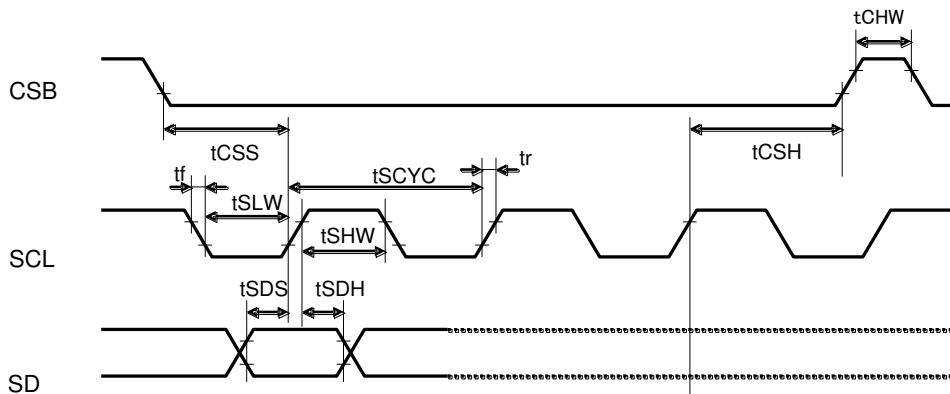 tCHW
CSB
tCSS
tCSH
tf
tSCYC
tr
tSLW
tSHW
SCL
tSDS
tSDH
SD